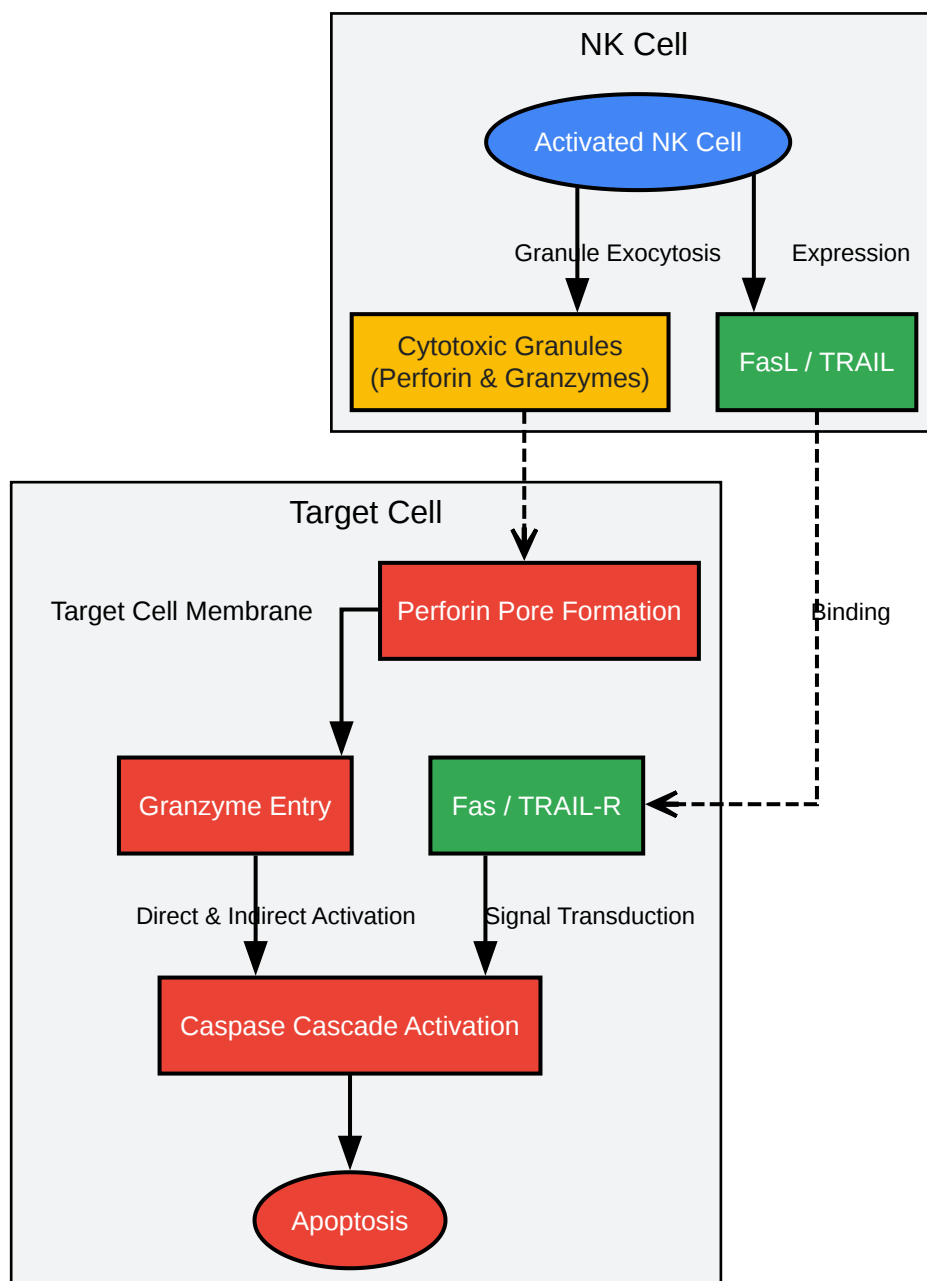 NK Cell
Activated NK Cell
Granule Exocytosis
Expression
Cytotoxic Granules
(Perforin & Granzymes)
FasL / TRAIL
Target Cell
Perforin Pore Formation
Target Cell Membrane
Binding
Granzyme Entry
Fas / TRAIL-R
Direct & Indirect Activation
Signal Transduction
Caspase Cascade Activation
Apoptosis